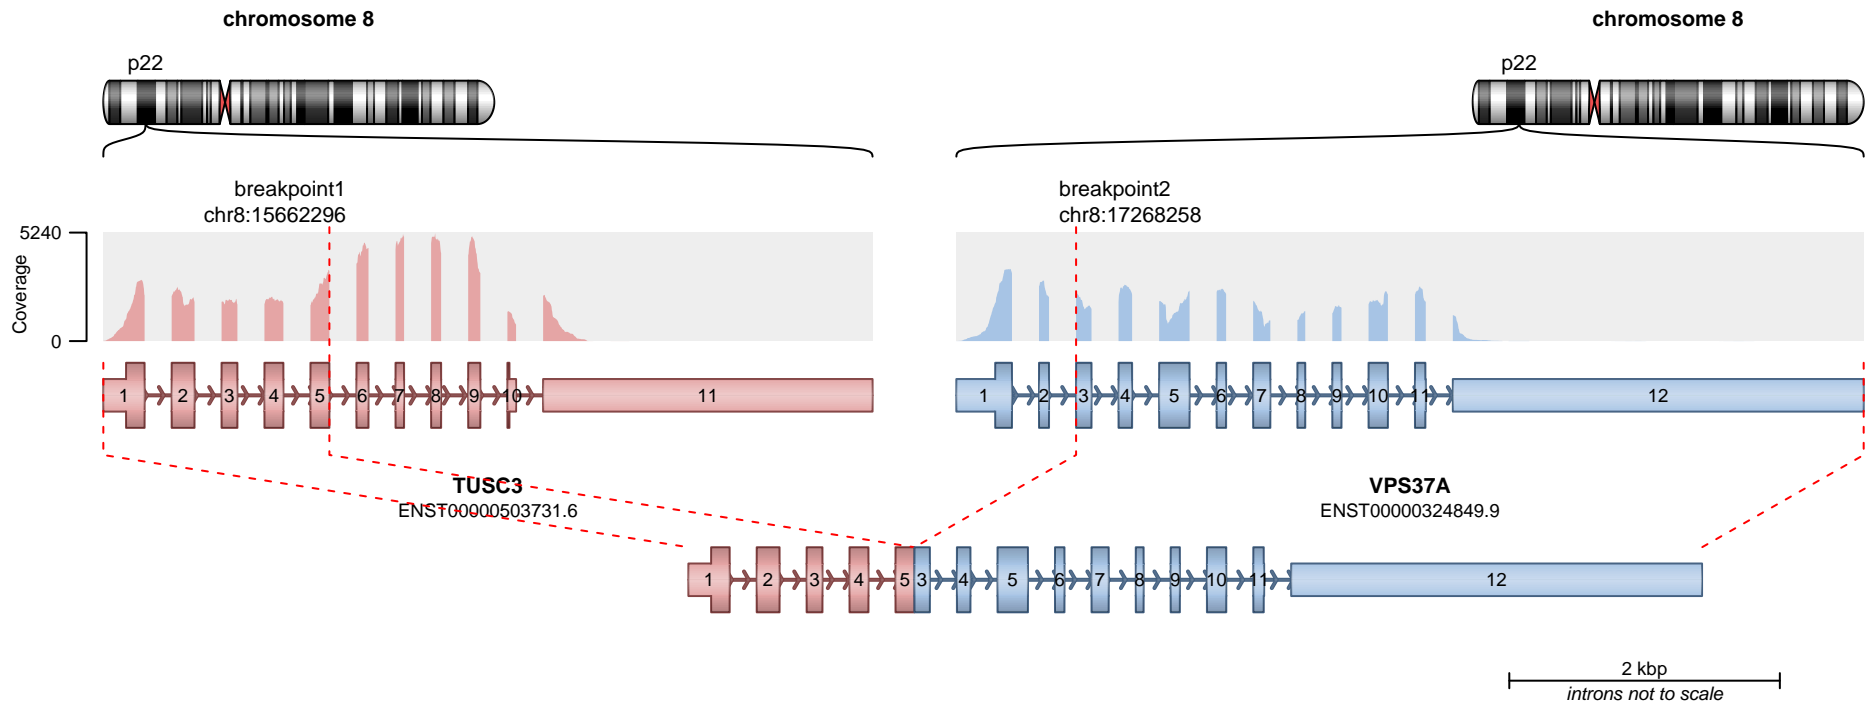 chromosome 8 chromosome 8
p22 p22
breakpoint1 breakpoint2
chr8:15662296 chr8:17268258
5240
Coverage
0
1 2 3 4 5 6 7 8 9 10 11 1 2 3 4 5 6 7 8 9 10 11 12
TUSC3 VPS37A
ENST00000503731.6 ENST00000324849.9
1 2 3 4 5 3 4 5 6 7 8 9 10 11 12
2 kbp
introns not to scale